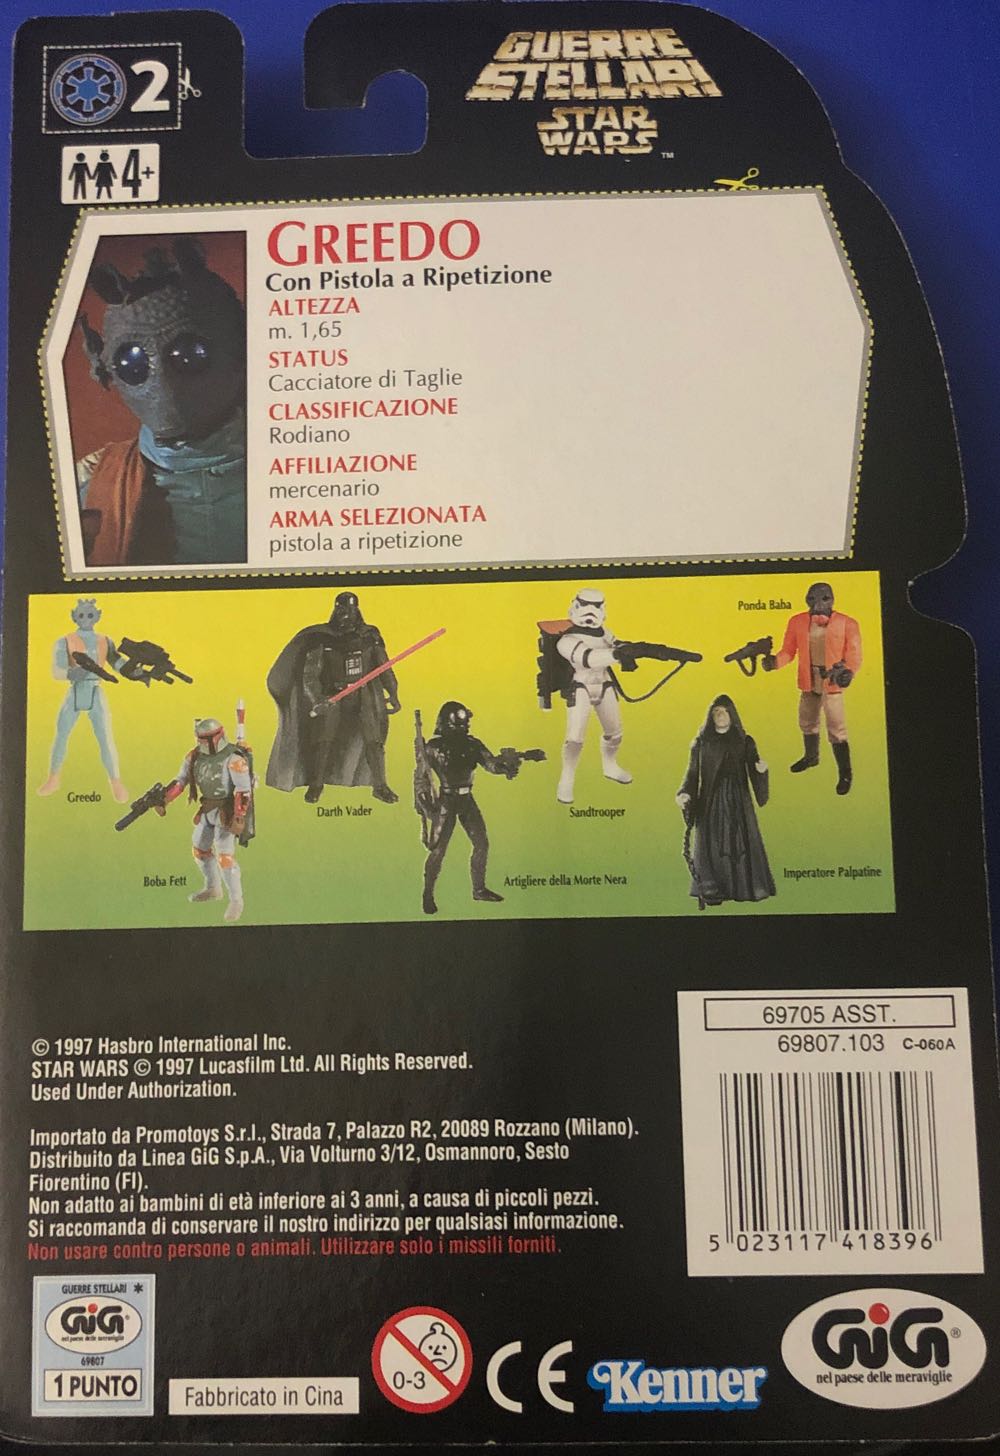 2
GUERRE
STELLARI
STAR
WARS™
4+
GREEDO
Con Pistola a Ripetizione
ALTEZZA
m. 1,65
STATUS
Cacciatore di Taglie
CLASSIFICAZIONE
Rodiano
AFFILIAZIONE
mercenario
ARMA SELEZIONATA
pistola a ripetizione
Ponda Baba
Greedo
Darth Vader
Sandtrooper
Boba Fett
Artigliere della Morte Nera
Imperatore Palpatine
© 1997 Hasbro International Inc.
STAR WARS © 1997 Lucasfilm Ltd. All Rights Reserved.
Used Under Authorization.
Importato da Promotoys S.r.l., Strada 7, Palazzo R2, 20089 Rozzano (Milano).
Distribuito da Linea GiG S.p.A., Via Volturno 3/12, Osmannoro, Sesto
Fiorentino (FI).
Non adatto ai bambini di età inferiore ai 3 anni, a causa di piccoli pezzi.
Si raccomanda di conservare il nostro indirizzo per qualsiasi informazione.
Non usare contro persone o animali. Utilizzare solo i missili forniti.
69705 ASST.
69807.103 C-060A
5 023117 418396
GUERRE STELLARI *
GiG®
nel paese delle meraviglie
69807
1 PUNTO
Fabbricato in Cina
0-3
CE
Kenner
GiG®
nel paese delle meraviglie